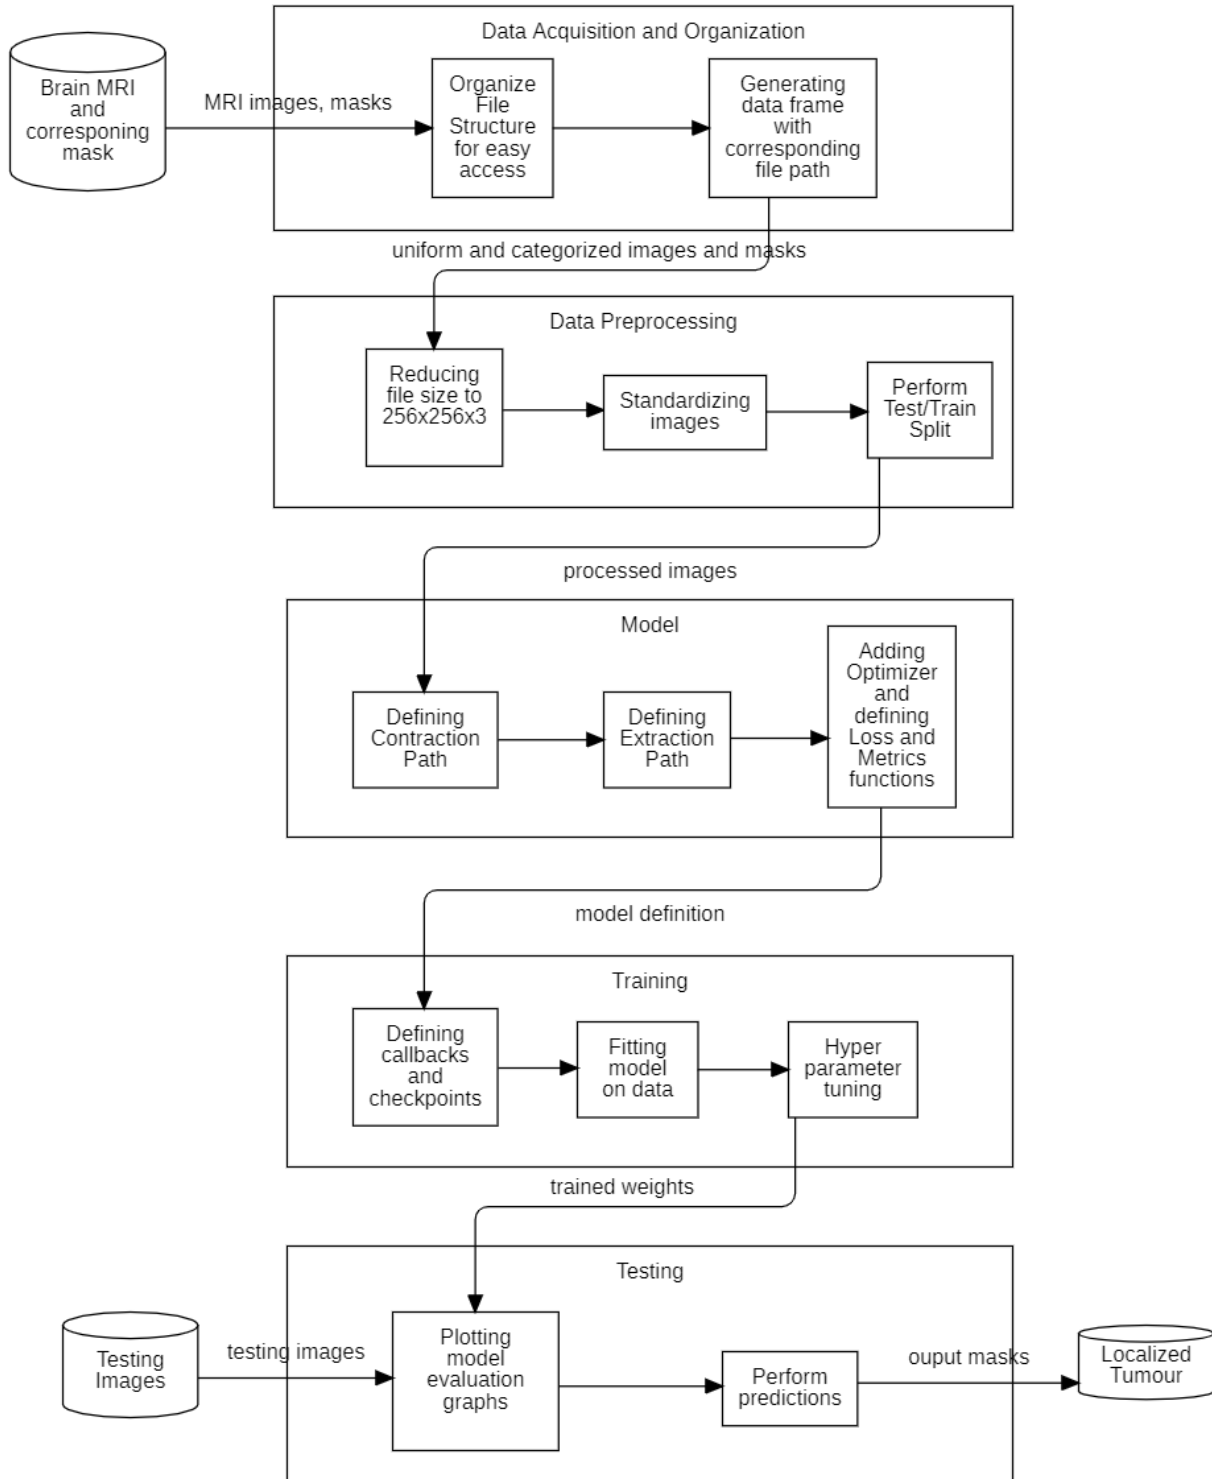 Data Acquisition and Organization
Brain MRI
and
corresponing
mask
MRI images, masks
Organize
File
Structure
for easy
access
Generating
data frame
with
corresponding
file path
uniform and categorized images and masks
Data Preprocessing
Reducing
file size to
256x256x3
Standardizing
images
Perform
Test/Train
Split
processed images
Model
Defining
Contraction
Path
Defining
Extraction
Path
Adding
Optimizer
and
defining
Loss and
Metrics
functions
model definition
Training
Defining
callbacks
and
checkpoints
Fitting
model
on data
Hyper
parameter
tuning
trained weights
Testing
Testing
Images
testing images
Plotting
model
evaluation
graphs
Perform
predictions
ouput masks
Localized
Tumour